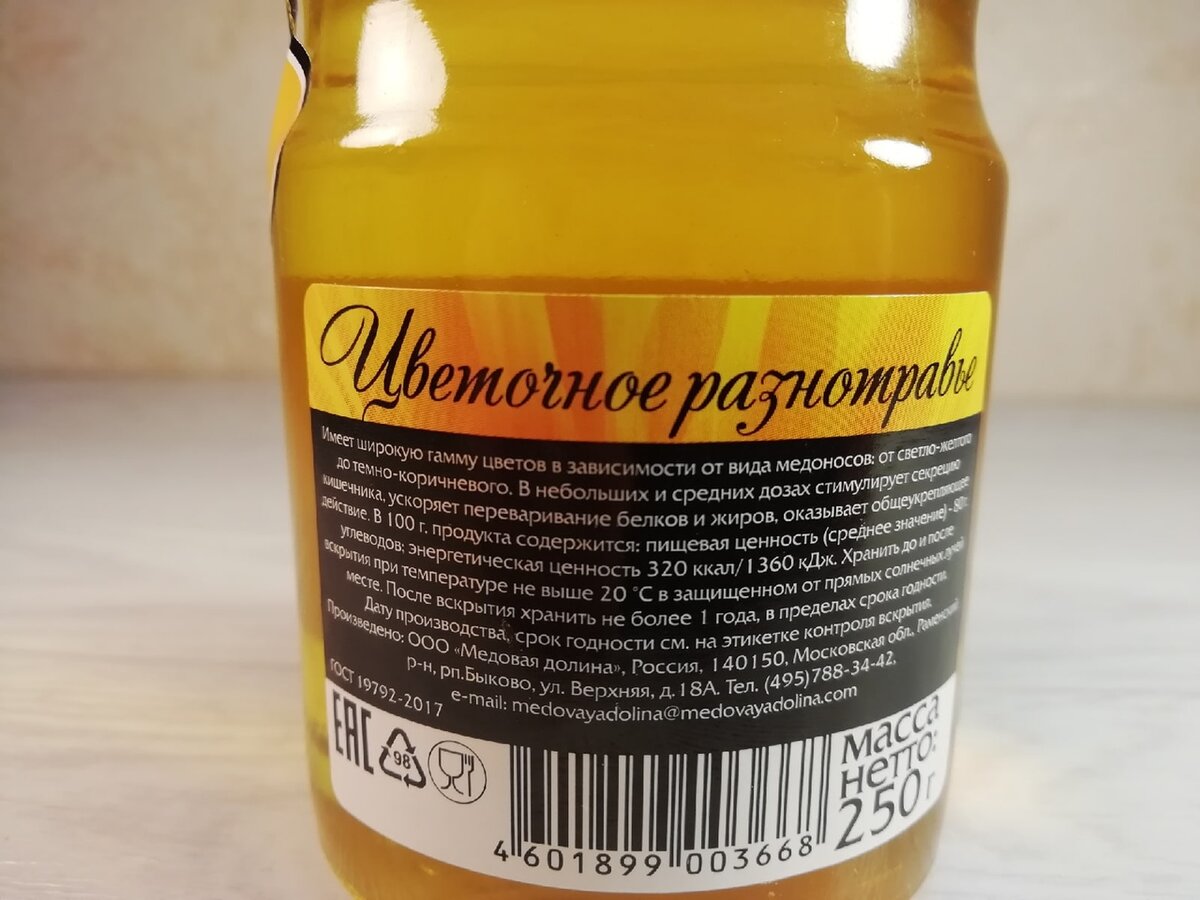 Цветочное разнотравье
Имеет широкую гамму цветов в зависимости от вида медоносов: от светло-желтого
до темно-коричневого. В небольших и средних дозах стимулирует секрецию
кишечника, ускоряет переваривание белков и жиров, оказывает общеукрепляющее
действие. В 100 г. продукта содержится: пищевая ценность (среднее значение) - 80г.
углеводов; энергетическая ценность 320 ккал/1360 кДж. Хранить до и после
вскрытия при температуре не выше 20 °С в защищенном от прямых солнечных лучей
месте. После вскрытия хранить не более 1 года, в пределах срока годности.
Дату производства, срок годности см. на этикетке контроля вскрытия.
Произведено: ООО «Медовая долина», Россия, 140150, Московская обл., Раменский
р-н, рп.Быково, ул. Верхняя, д.18А. Тел. (495)788-34-42,
e-mail: medovayadolina@medovayadolina.com
ГОСТ 19792-2017
EAC
98
масса
нетто:
250 г
4 601899 003668